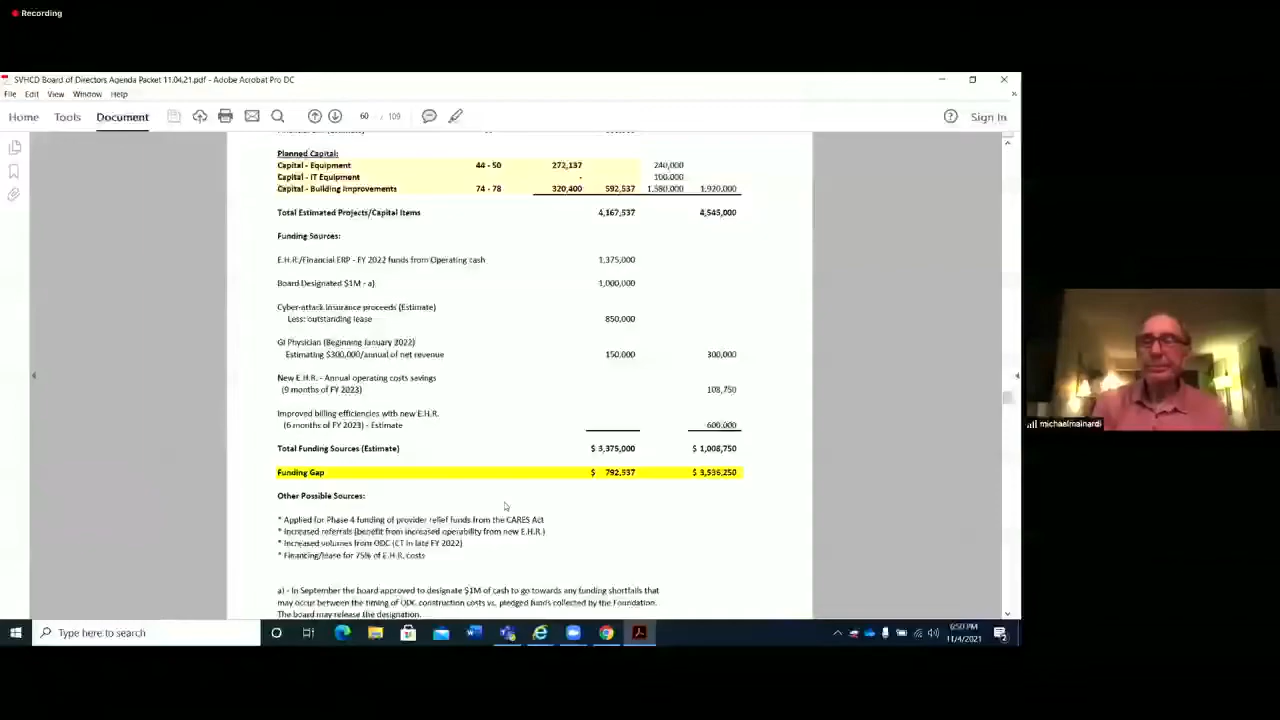 Recording
SVHCD Board of Directors Agenda Packet 11.04.21.pdf - Adobe Acrobat Pro DC
File Edit View Window Help
Home Tools Document 60 / 109 Sign In
Planned Capital:
Capital - Equipment 44 - 50 272,137 240,000
Capital - IT Equipment - 100,000
Capital - Building Improvements 74 - 78 320,400 592,537 1,580,000 1,920,000
Total Estimated Projects/Capital Items 4,167,537 4,545,000
Funding Sources:
E.H.R./Financial ERP - FY 2022 funds from Operating cash 1,375,000
Board Designated $1M - a) 1,000,000
Cyber-attack insurance proceeds (Estimate)
Less: outstanding lease 850,000
GI Physician (Beginning January 2022)
Estimating $300,000/annual of net revenue 150,000 300,000
New E.H.R. - Annual operating costs savings
(9 months of FY 2023) 108,750
Improved billing efficiencies with new E.H.R.
(6 months of FY 2023) - Estimate 600,000
Total Funding Sources (Estimate) $ 3,375,000 $ 1,008,750
Funding Gap $ 792,537 $ 3,536,250
Other Possible Sources:
* Applied for Phase 4 funding of provider relief funds from the CARES Act
* Increased referrals (benefit from increased operability from new E.H.R.)
* Increased volumes from ODC (CT in late FY 2022)
* Financing/lease for 75% of E.H.R. costs
a) - In September the board approved to designate $1M of cash to go towards any funding shortfalls that
may occur between the timing of ODC construction costs vs. pledged funds collected by the Foundation.
The board may release the designation.
michaelmainardi
Type here to search
6:50 PM
11/4/2021